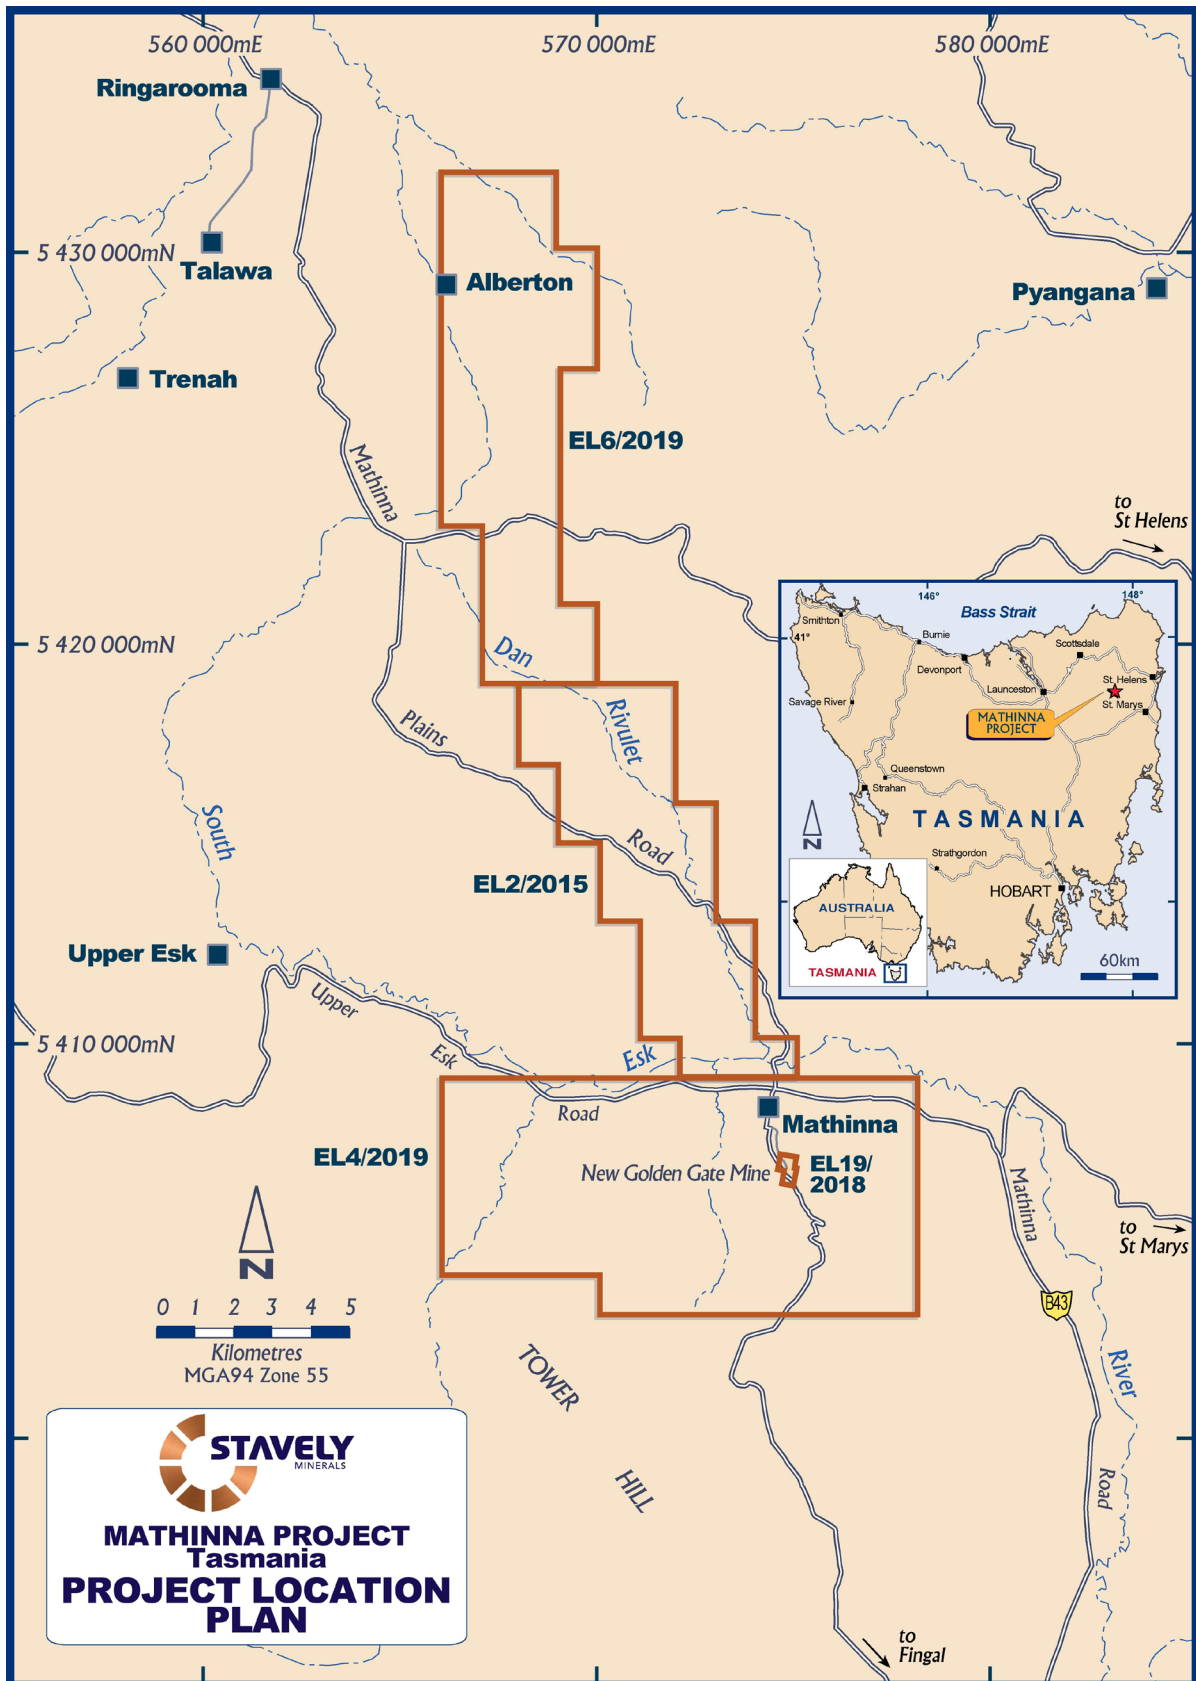 560 000mE
570 000mE
580 000mE
Ringarooma
5 430 000mN
Talawa
Alberton
Pyangana
Trenah
EL6/2019
Mathinna
to
St Helens
5 420 000mN
Dan
Rivulet
Plains
Road
South
EL2/2015
Upper Esk
Upper
Esk
Road
Esk
5 410 000mN
EL4/2019
Mathinna
New Golden Gate Mine
EL19/
2018
Mathinna
to
St Marys
B43
River
Road
TOWER
HILL
to
Fingal
146°
148°
41°
Bass Strait
Smithton
Burnie
Devonport
Scottsdale
Launceston
St. Helens
St. Marys
Savage River
MATHINNA
PROJECT
Queenstown
Strahan
TASMANIA
Strathgordon
HOBART
N
AUSTRALIA
TASMANIA
60km
N
0 1 2 3 4 5
Kilometres
MGA94 Zone 55
STAVELY
MINERALS
MATHINNA PROJECT
Tasmania
PROJECT LOCATION
PLAN